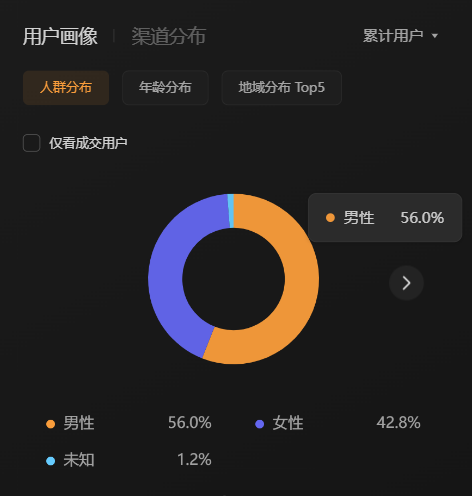 用户画像 渠道分布 累计用户
人群分布 年龄分布 地域分布 Top5
仅看成交用户
男性 56.0%
男性 56.0% 女性 42.8%
未知 1.2%